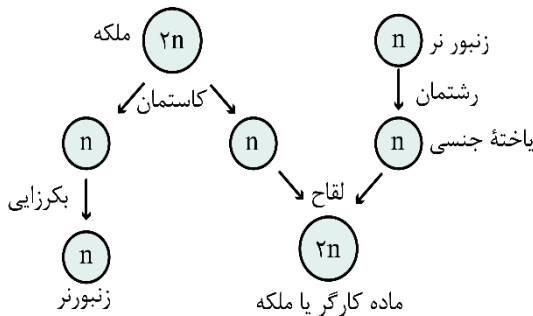 ملکه
۲n
n
زنبور نر
کاستمان
رشتمان
n
n
n
یاختهٔ جنسی
بکرزایی
لقاح
n
۲n
زنبورنر
ماده کارگر یا ملکه